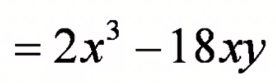 = 2x³ − 18xy